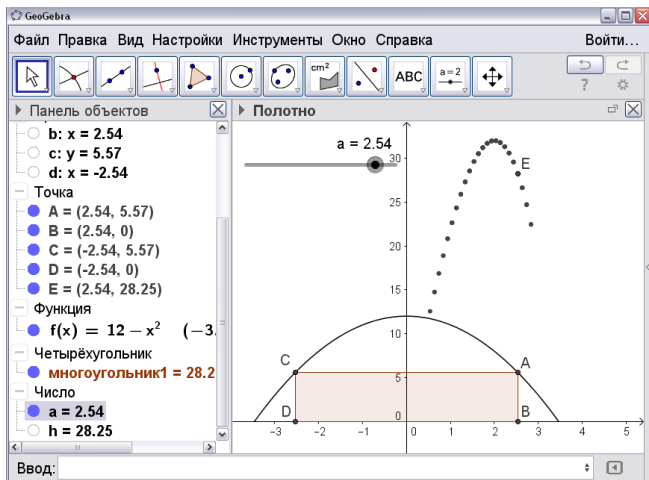 GeoGebra
Файл Правка Вид Настройки Инструменты Окно Справка Войти...
cm² ABC a=2 ?
Панель объектов
b: x = 2.54
c: y = 5.57
d: x = -2.54
Точка
A = (2.54, 5.57)
B = (2.54, 0)
C = (-2.54, 5.57)
D = (-2.54, 0)
E = (2.54, 28.25)
Функция
f(x) = 12 − x² (−3.
Четырёхугольник
многоугольник1 = 28.2
Число
a = 2.54
h = 28.25
Полотно
a = 2.54
30
E
25
20
15
10
C A
5
D 0 B
−3 −2 −1 0 1 2 3 4 5
Ввод: